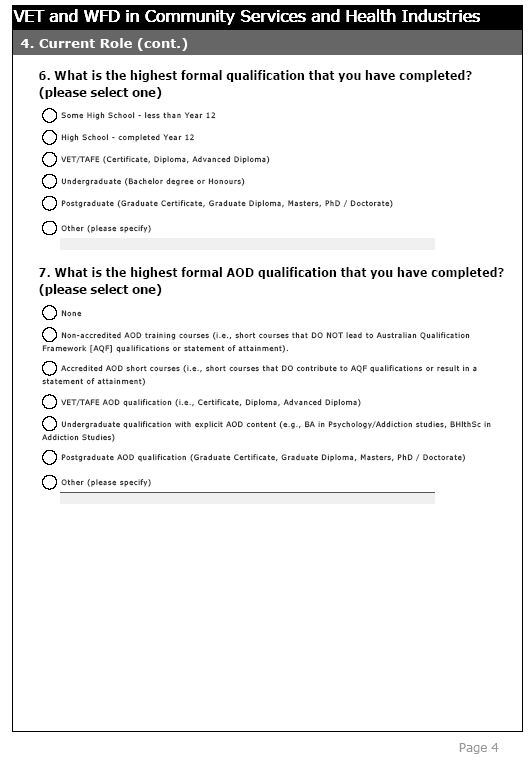 VET and WFD in Community Services and Health Industries
4. Current Role (cont.)
6. What is the highest formal qualification that you have completed?
(please select one)
Some High School - less than Year 12
High School - completed Year 12
VET/TAFE (Certificate, Diploma, Advanced Diploma)
Undergraduate (Bachelor degree or Honours)
Postgraduate (Graduate Certificate, Graduate Diploma, Masters, PhD / Doctorate)
Other (please specify)
7. What is the highest formal AOD qualification that you have completed?
(please select one)
None
Non-accredited AOD training courses (i.e., short courses that DO NOT lead to Australian Qualification
Framework [AQF] qualifications or statement of attainment).
Accredited AOD short courses (i.e., short courses that DO contribute to AQF qualifications or result in a
statement of attainment)
VET/TAFE AOD qualification (i.e., Certificate, Diploma, Advanced Diploma)
Undergraduate qualification with explicit AOD content (e.g., BA in Psychology/Addiction studies, BHlthSc in
Addiction Studies)
Postgraduate AOD qualification (Graduate Certificate, Graduate Diploma, Masters, PhD / Doctorate)
Other (please specify)
Page 4